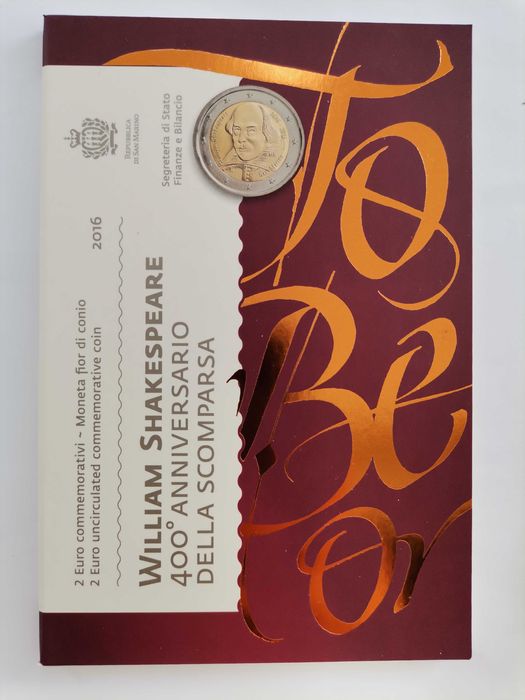 REPUBBLICA
DI SAN MARINO
Segreteria di Stato
Finanze e Bilancio
2 Euro commemorativi ~ Moneta fior di conio
2 Euro uncirculated commemorative coin
2016
WILLIAM SHAKESPEARE
400° ANNIVERSARIO
DELLA SCOMPARSA
To
Be
or